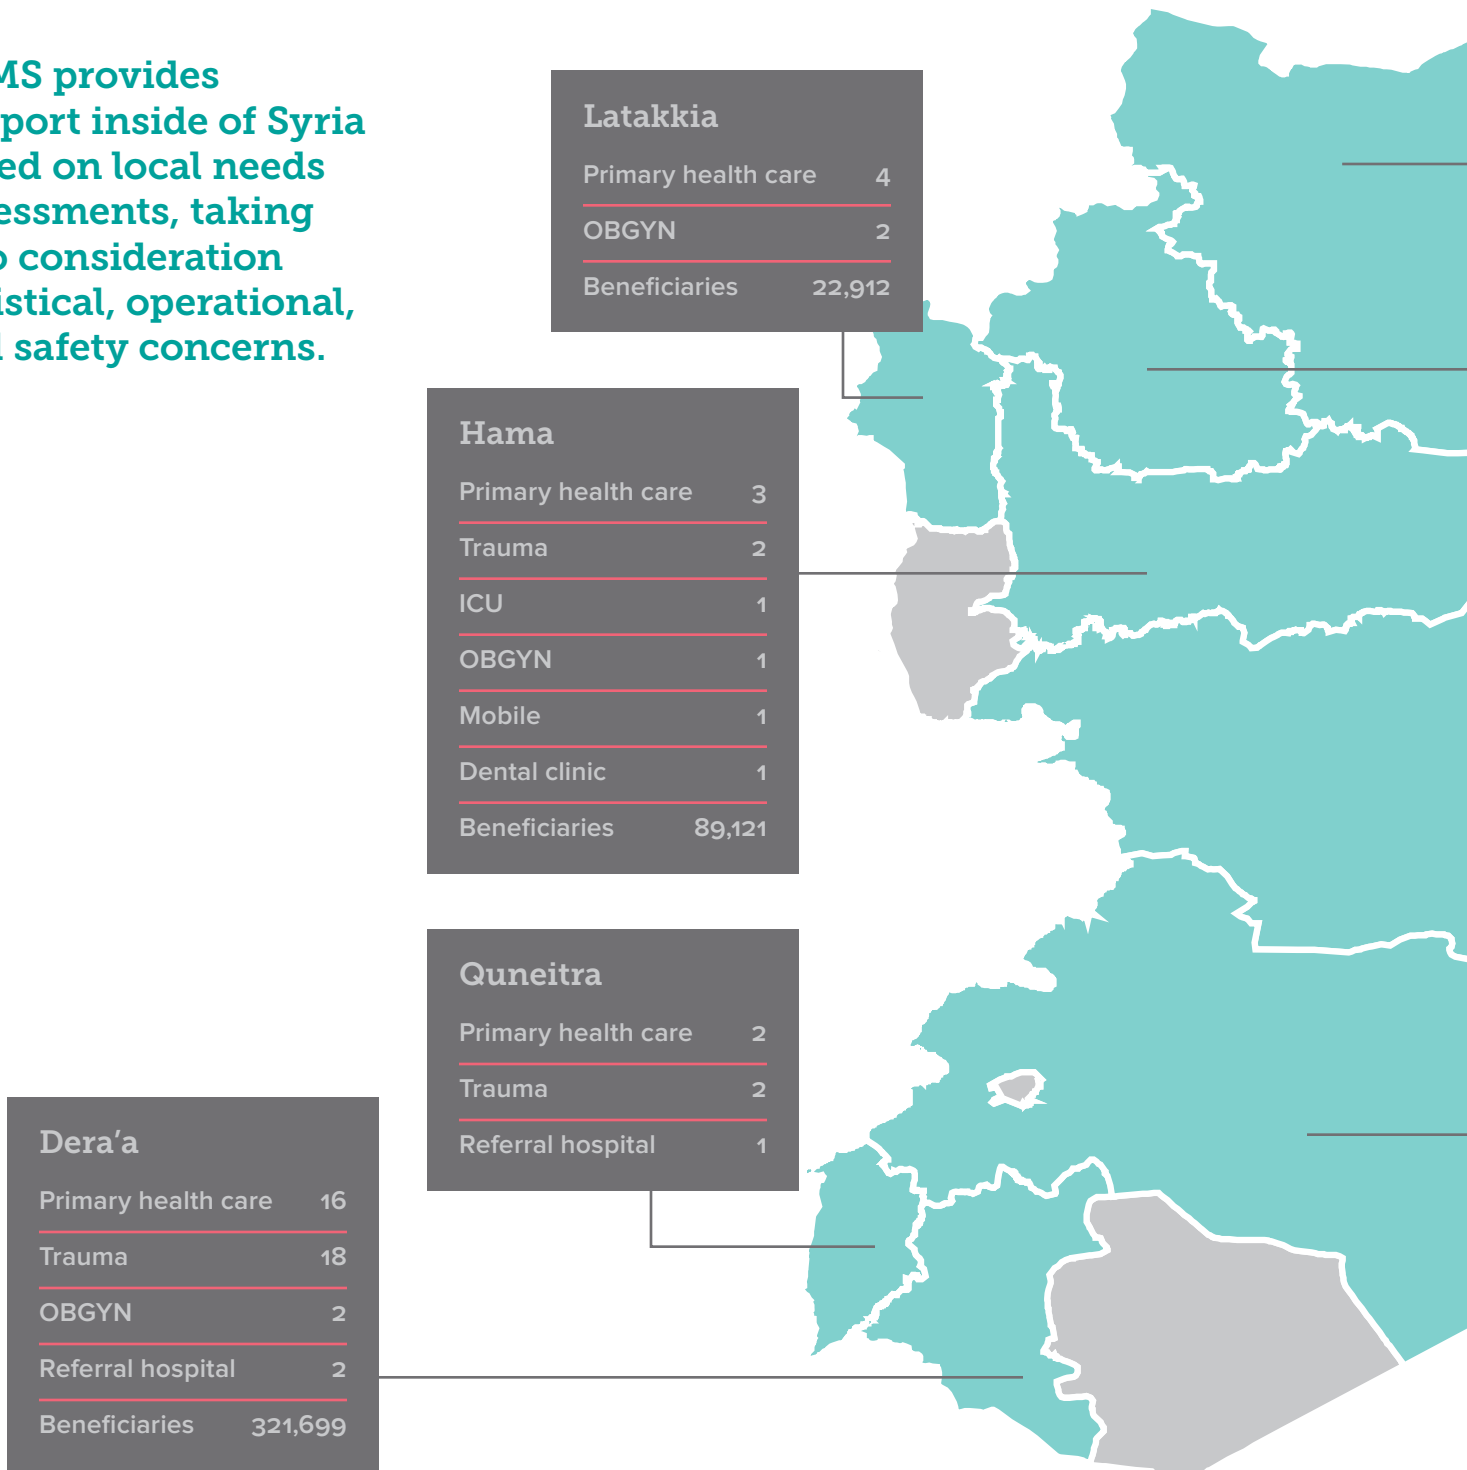 MS provides
port inside of Syria
ed on local needs
essments, taking
o consideration
istical, operational,
l safety concerns.
Latakkia
Primary health care 4
OBGYN 2
Beneficiaries 22,912
Hama
Primary health care 3
Trauma 2
ICU 1
OBGYN 1
Mobile 1
Dental clinic 1
Beneficiaries 89,121
Quneitra
Primary health care 2
Trauma 2
Referral hospital 1
Dera’a
Primary health care 16
Trauma 18
OBGYN 2
Referral hospital 2
Beneficiaries 321,699